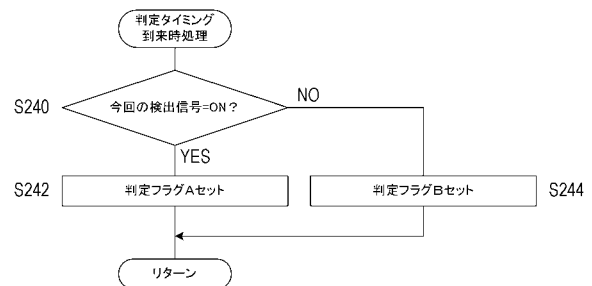 判定タイミング
到来時処理
S240
今回の検出信号=ON？
NO
YES
S242
判定フラグAセット
判定フラグBセット
S244
リターン